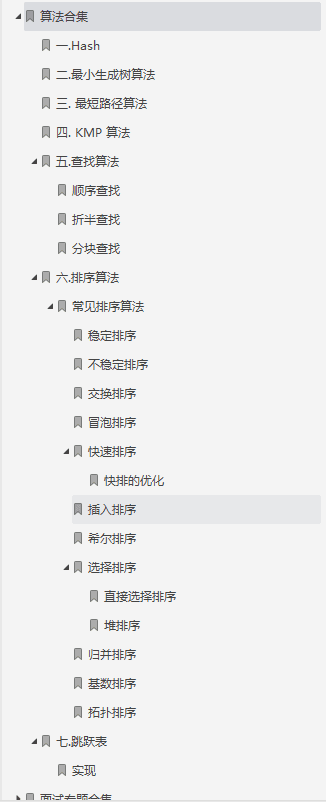 算法合集
一.Hash
二.最小生成树算法
三. 最短路径算法
四. KMP 算法
五.查找算法
顺序查找
折半查找
分块查找
六.排序算法
常见排序算法
稳定排序
不稳定排序
交换排序
冒泡排序
快速排序
快排的优化
插入排序
希尔排序
选择排序
直接选择排序
堆排序
归并排序
基数排序
拓扑排序
七.跳跃表
实现
面试专题合集